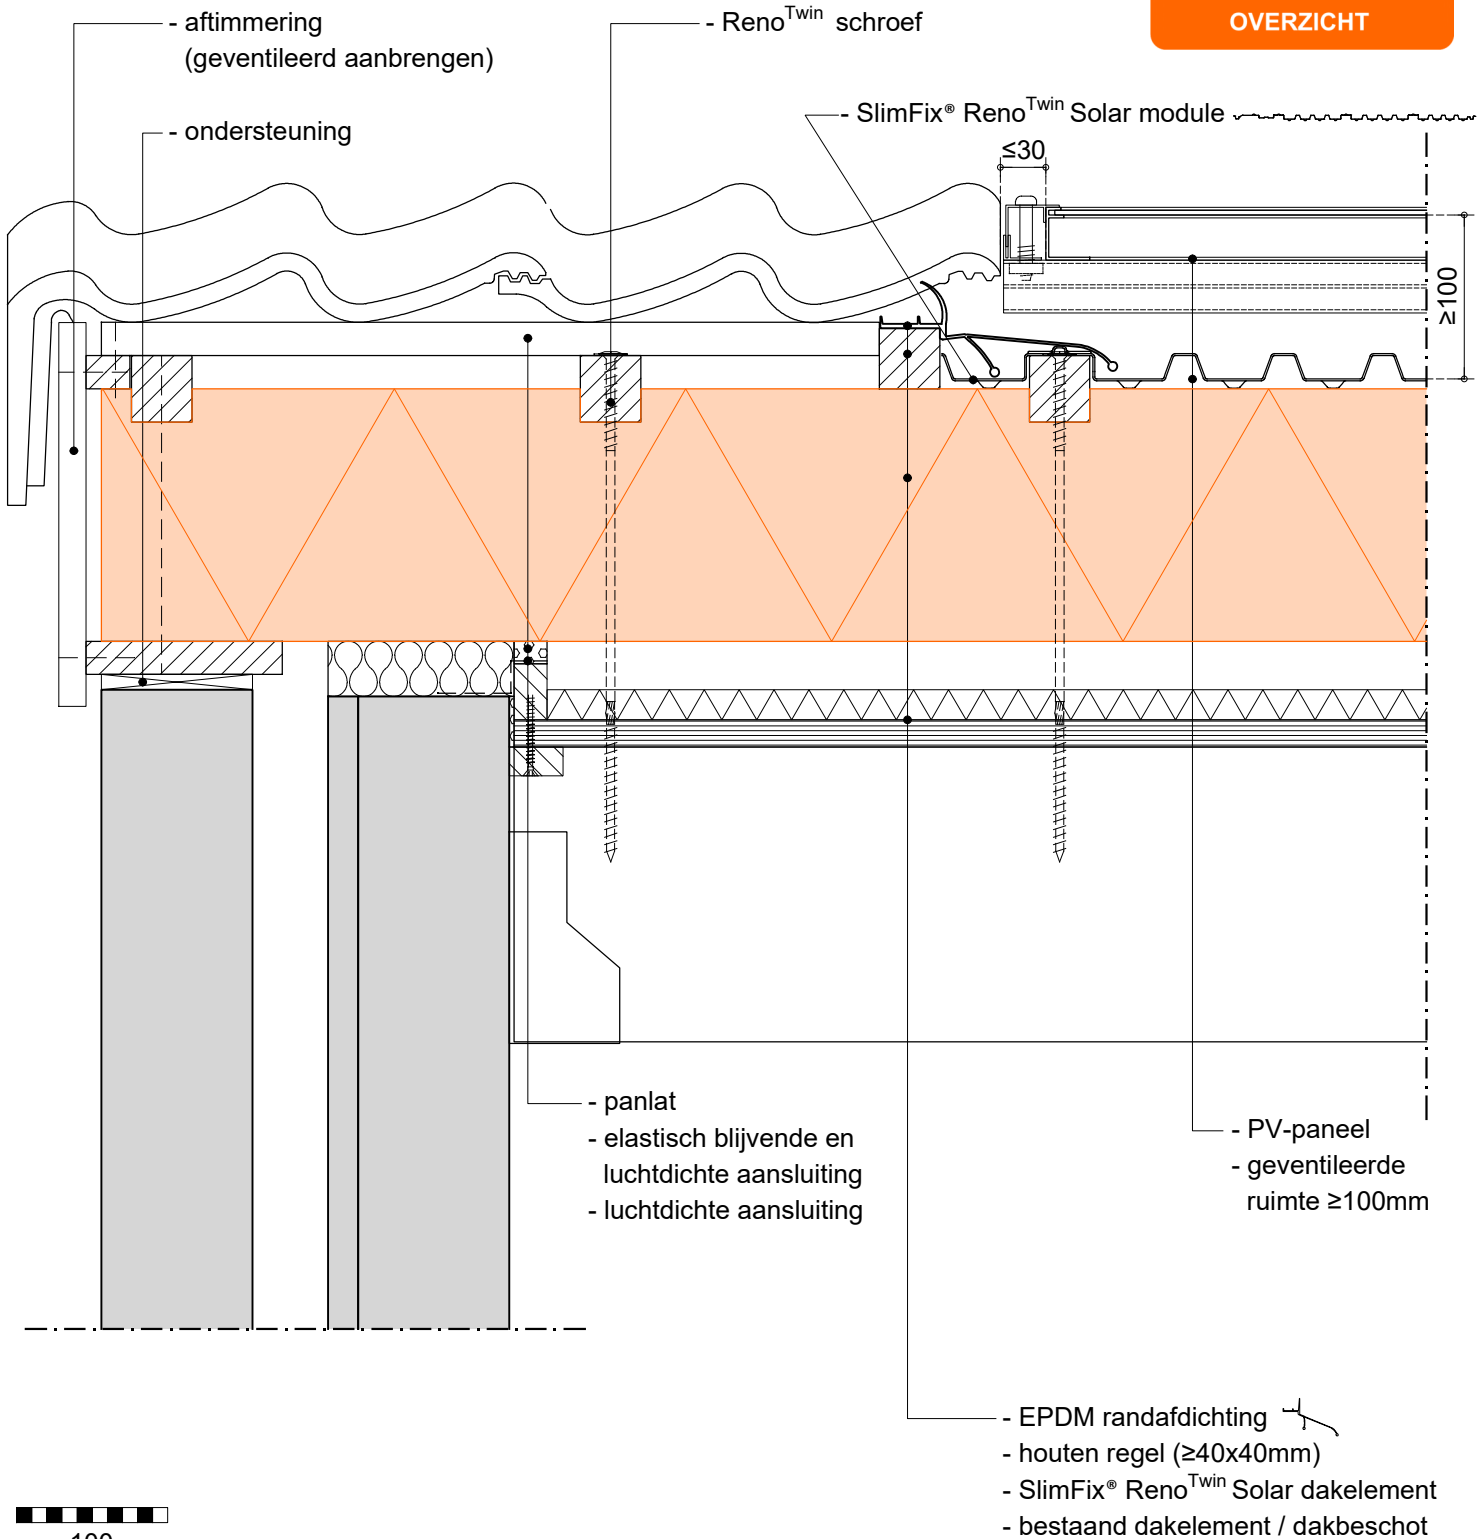 - aftimmering
(geventileerd aanbrengen)
- RenoTwin schroef
OVERZICHT
- ondersteuning
- SlimFix® RenoTwin Solar module
≤30
≥100
- panlat
- elastisch blijvende en
luchtdichte aansluiting
- luchtdichte aansluiting
- PV-paneel
- geventileerde
ruimte ≥100mm
- EPDM randafdichting
- houten regel (≥40x40mm)
- SlimFix® RenoTwin Solar dakelement
- bestaand dakelement / dakbeschot
100